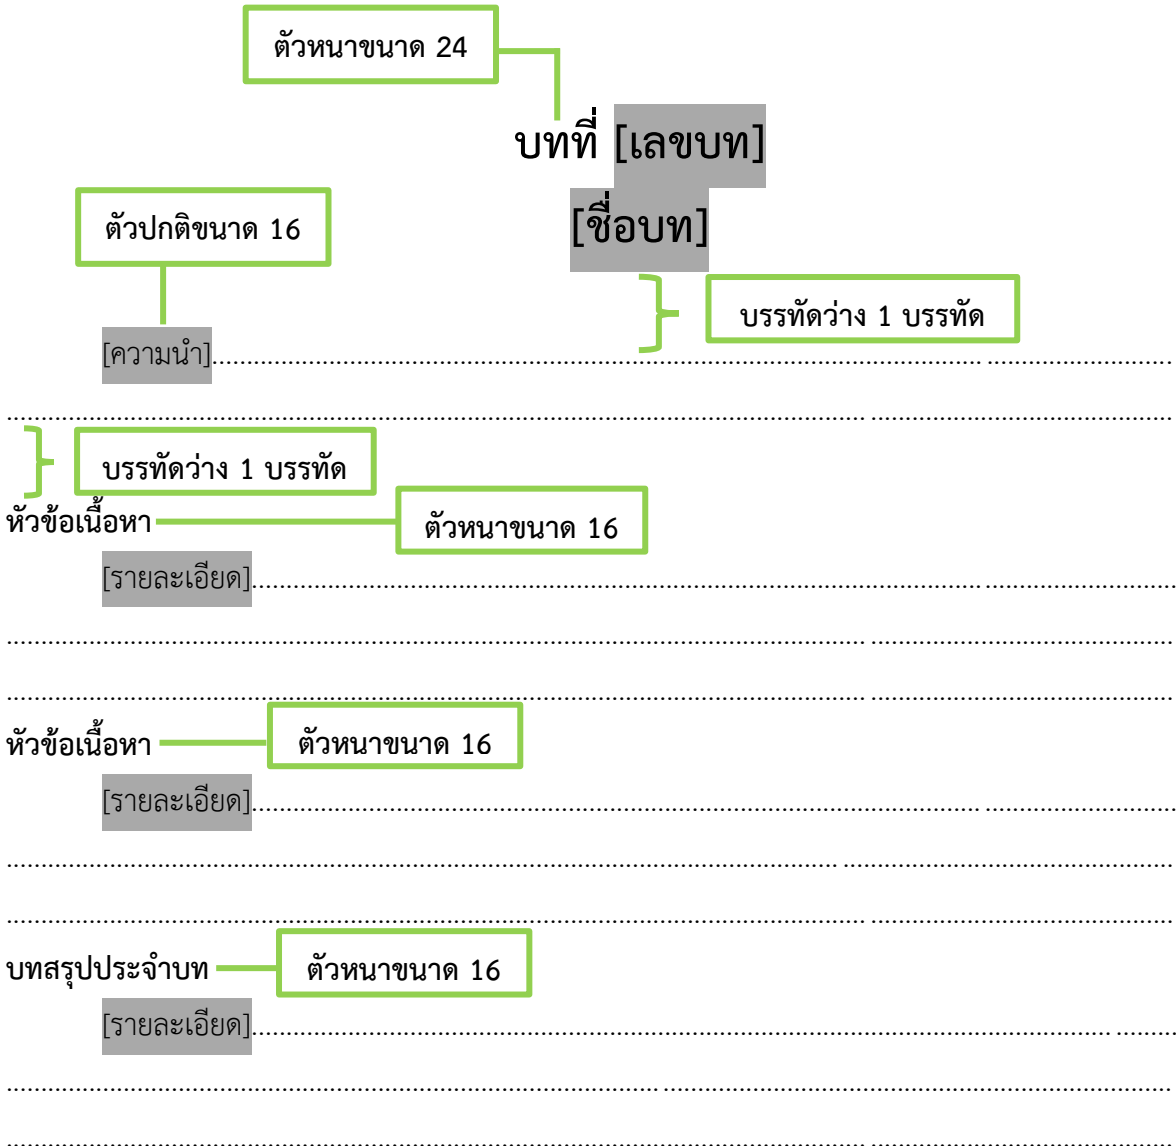 ตัวหนาขนาด 24
บทที่ [เลขบท]
[ชื่อบท]
ตัวปกติขนาด 16
บรรทัดว่าง 1 บรรทัด
[ความนำ]........................................................................................................................................
........................................................................................................................................................
บรรทัดว่าง 1 บรรทัด
หัวข้อเนื้อหา
ตัวหนาขนาด 16
[รายละเอียด]..................................................................................................................................
........................................................................................................................................................
........................................................................................................................................................
หัวข้อเนื้อหา
ตัวหนาขนาด 16
[รายละเอียด]..................................................................................................................................
........................................................................................................................................................
........................................................................................................................................................
บทสรุปประจำบท
ตัวหนาขนาด 16
[รายละเอียด]..................................................................................................................................
........................................................................................................................................................
........................................................................................................................................................